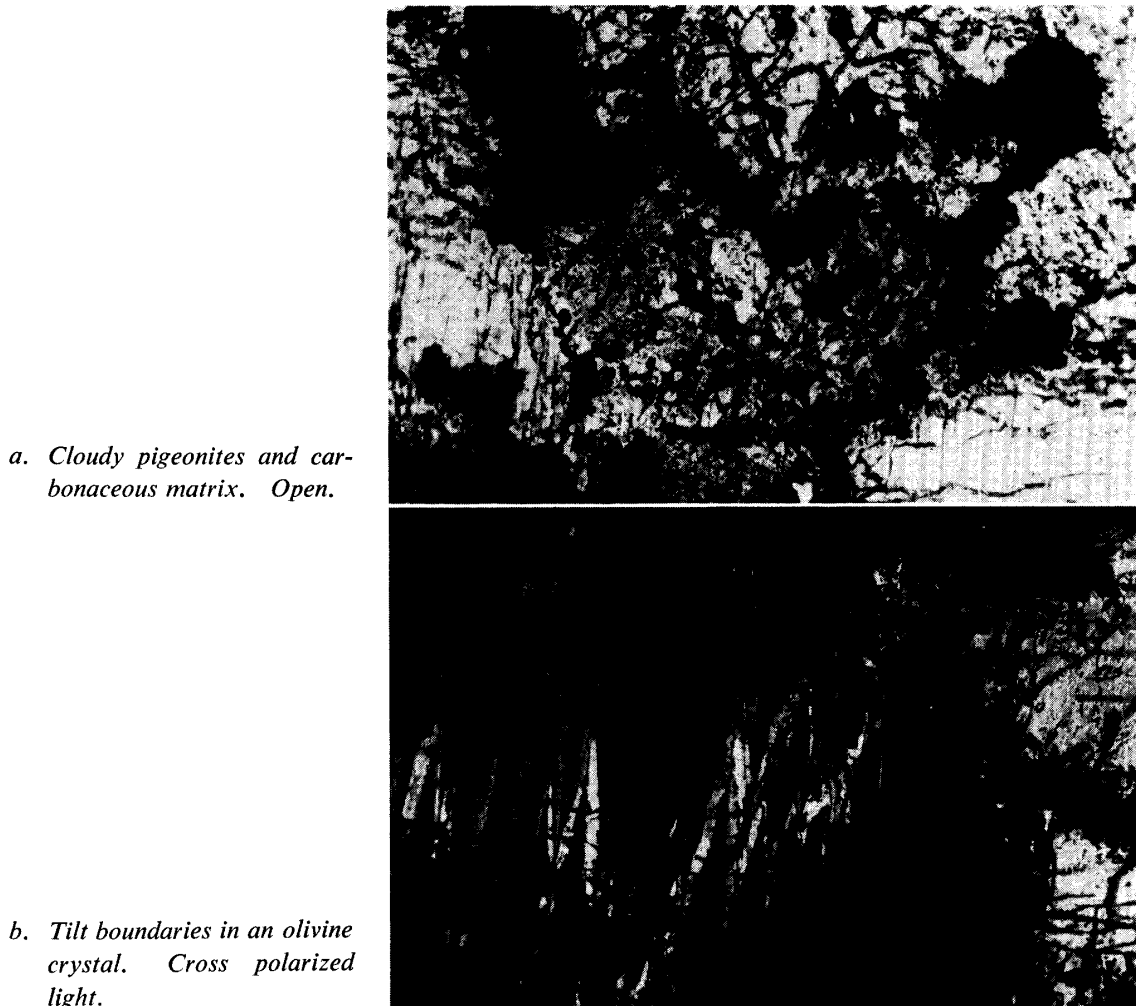 a. Cloudy pigeonites and car-
bonaceous matrix. Open.
b. Tilt boundaries in an olivine
crystal. Cross polarized
light.